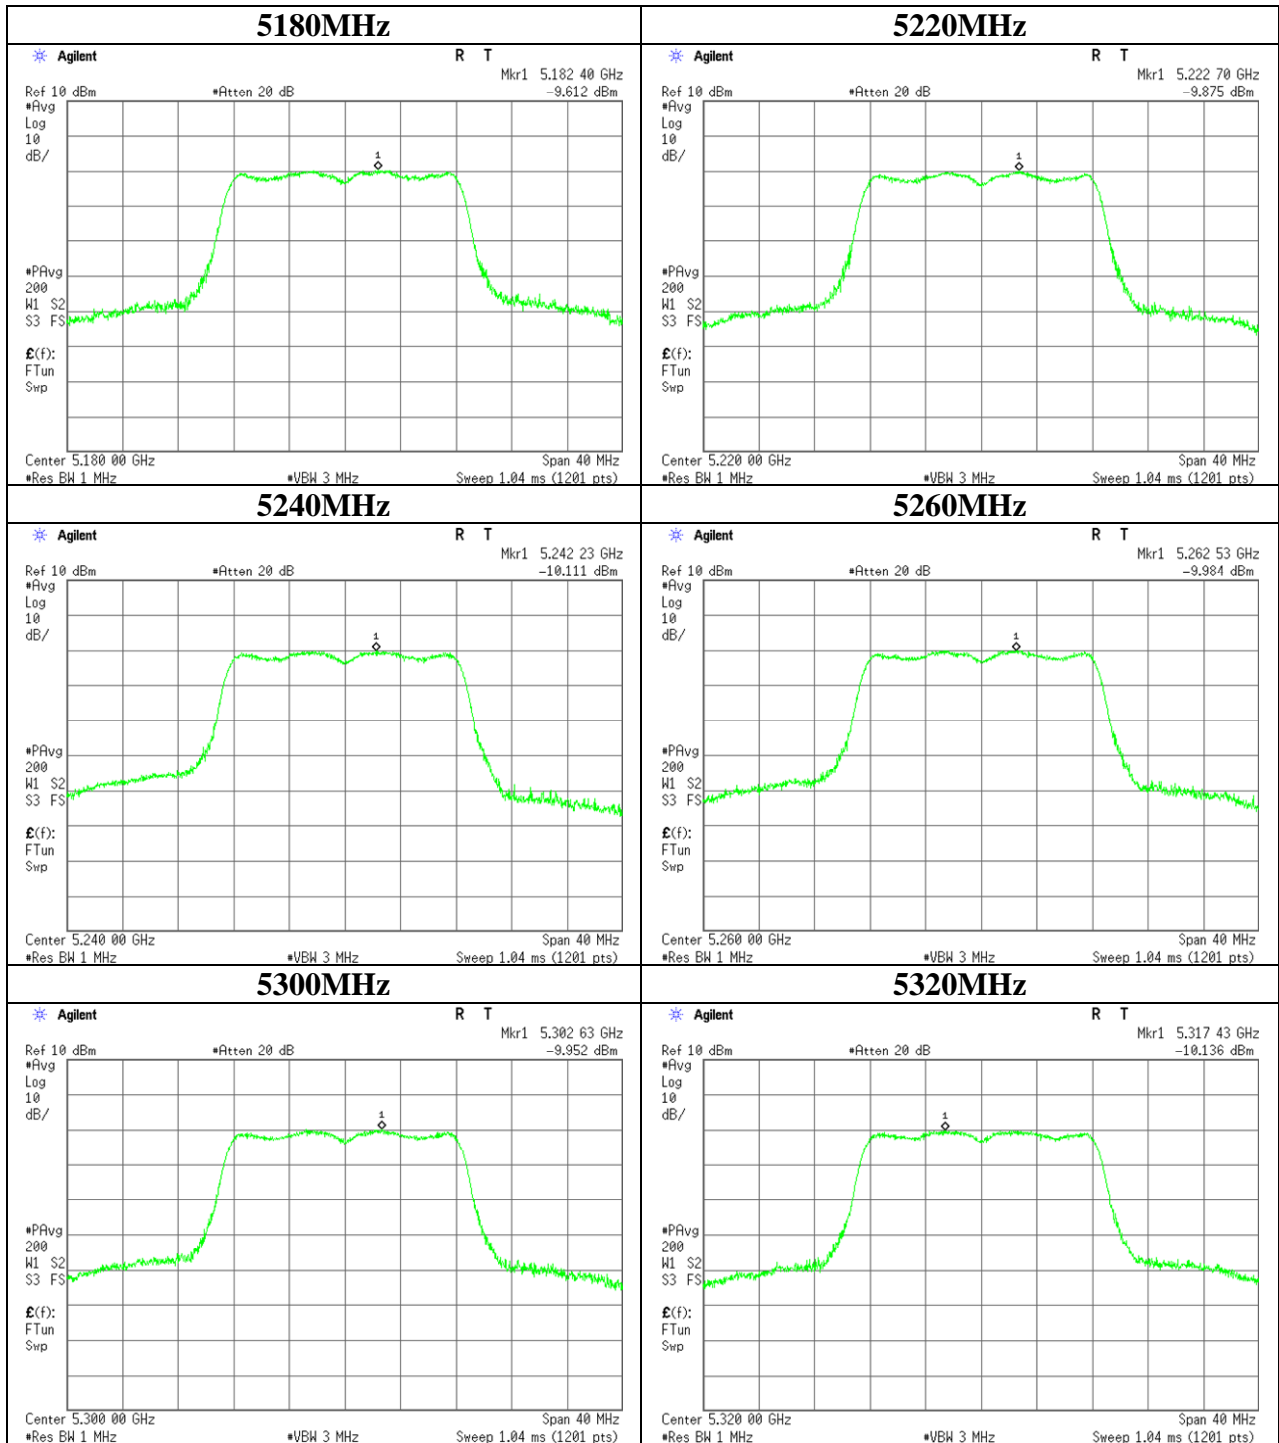 5180MHz
Agilent R T
Mkr1 5.182 40 GHz
Ref 10 dBm #Atten 20 dB -9.612 dBm
#Avg
Log
10
dB/
1
#PAvg
200
W1 S2
S3 FS
£(f):
FTun
Swp
Center 5.180 00 GHz Span 40 MHz
#Res BW 1 MHz #VBW 3 MHz Sweep 1.04 ms (1201 pts)
5220MHz
Agilent R T
Mkr1 5.222 70 GHz
Ref 10 dBm #Atten 20 dB -9.875 dBm
#Avg
Log
10
dB/
1
#PAvg
200
W1 S2
S3 FS
£(f):
FTun
Swp
Center 5.220 00 GHz Span 40 MHz
#Res BW 1 MHz #VBW 3 MHz Sweep 1.04 ms (1201 pts)
5240MHz
Agilent R T
Mkr1 5.242 23 GHz
Ref 10 dBm #Atten 20 dB -10.111 dBm
#Avg
Log
10
dB/
1
#PAvg
200
W1 S2
S3 FS
£(f):
FTun
Swp
Center 5.240 00 GHz Span 40 MHz
#Res BW 1 MHz #VBW 3 MHz Sweep 1.04 ms (1201 pts)
5260MHz
Agilent R T
Mkr1 5.262 53 GHz
Ref 10 dBm #Atten 20 dB -9.984 dBm
#Avg
Log
10
dB/
1
#PAvg
200
W1 S2
S3 FS
£(f):
FTun
Swp
Center 5.260 00 GHz Span 40 MHz
#Res BW 1 MHz #VBW 3 MHz Sweep 1.04 ms (1201 pts)
5300MHz
Agilent R T
Mkr1 5.302 63 GHz
Ref 10 dBm #Atten 20 dB -9.952 dBm
#Avg
Log
10
dB/
1
#PAvg
200
W1 S2
S3 FS
£(f):
FTun
Swp
Center 5.300 00 GHz Span 40 MHz
#Res BW 1 MHz #VBW 3 MHz Sweep 1.04 ms (1201 pts)
5320MHz
Agilent R T
Mkr1 5.317 43 GHz
Ref 10 dBm #Atten 20 dB -10.136 dBm
#Avg
Log
10
dB/
1
#PAvg
200
W1 S2
S3 FS
£(f):
FTun
Swp
Center 5.320 00 GHz Span 40 MHz
#Res BW 1 MHz #VBW 3 MHz Sweep 1.04 ms (1201 pts)